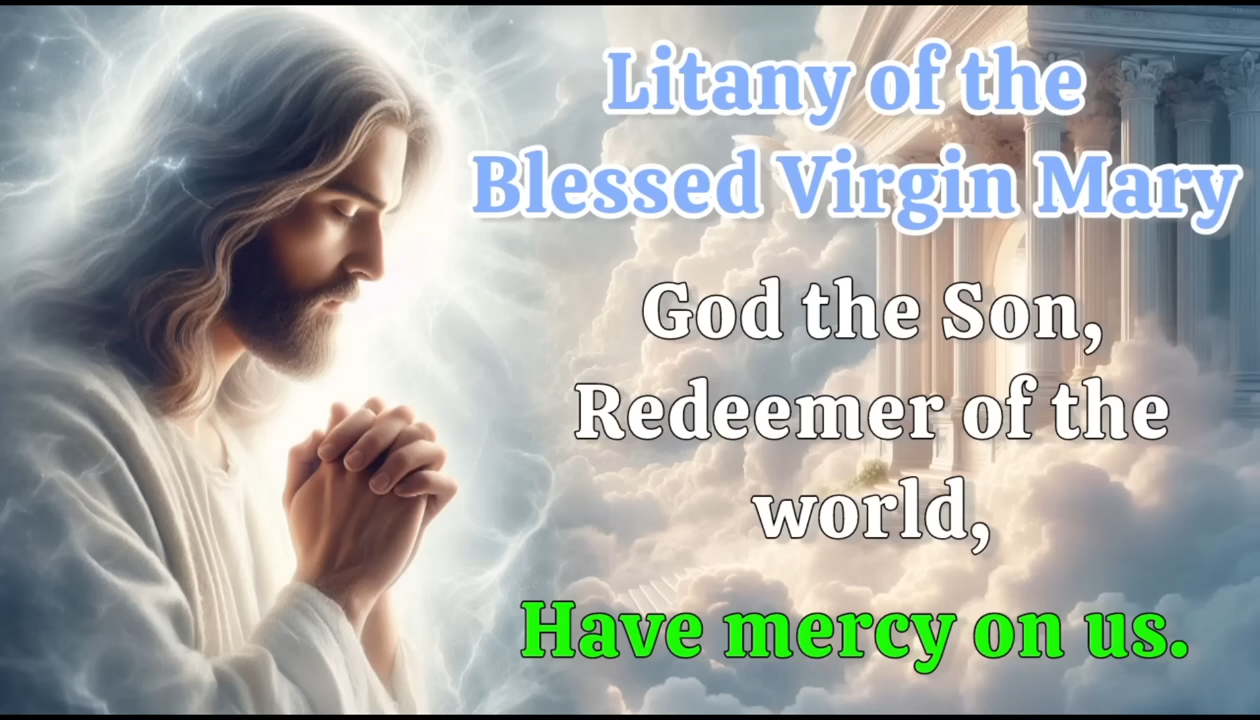 Litany of the
Blessed Virgin Mary
God the Son,
Redeemer of the
world,
Have mercy on us.